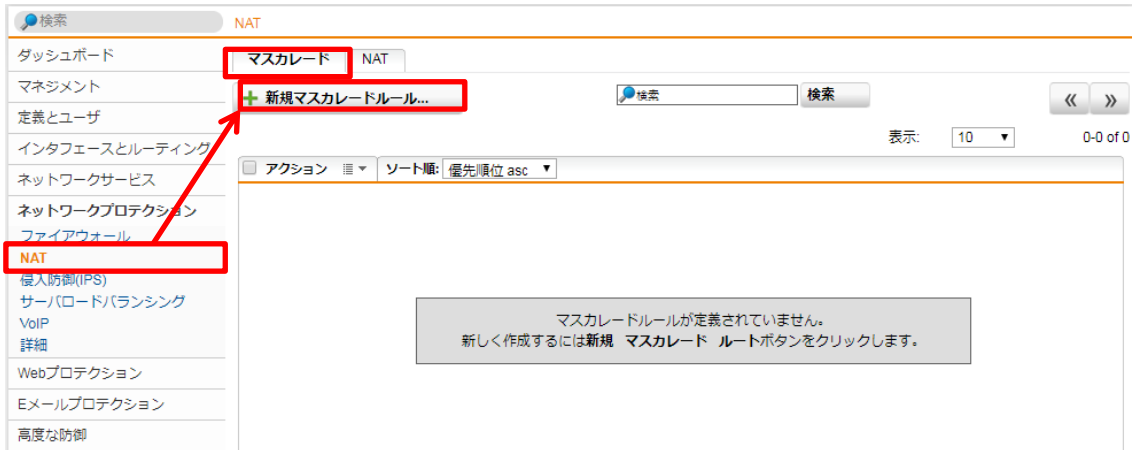 検索
NAT
ダッシュボード
マネジメント
定義とユーザ
インタフェースとルーティング
ネットワークサービス
ネットワークプロテクション
ファイアウォール
NAT
侵入防御(IPS)
サーバロードバランシング
VoIP
詳細
Webプロテクション
Eメールプロテクション
高度な防御
マスカレード NAT
新規マスカレードルール... 検索 検索
表示: 10 0-0 of 0
アクション ソート順: 優先順位 asc
マスカレードルールが定義されていません。
新しく作成するには新規 マスカレード ルートボタンをクリックします。